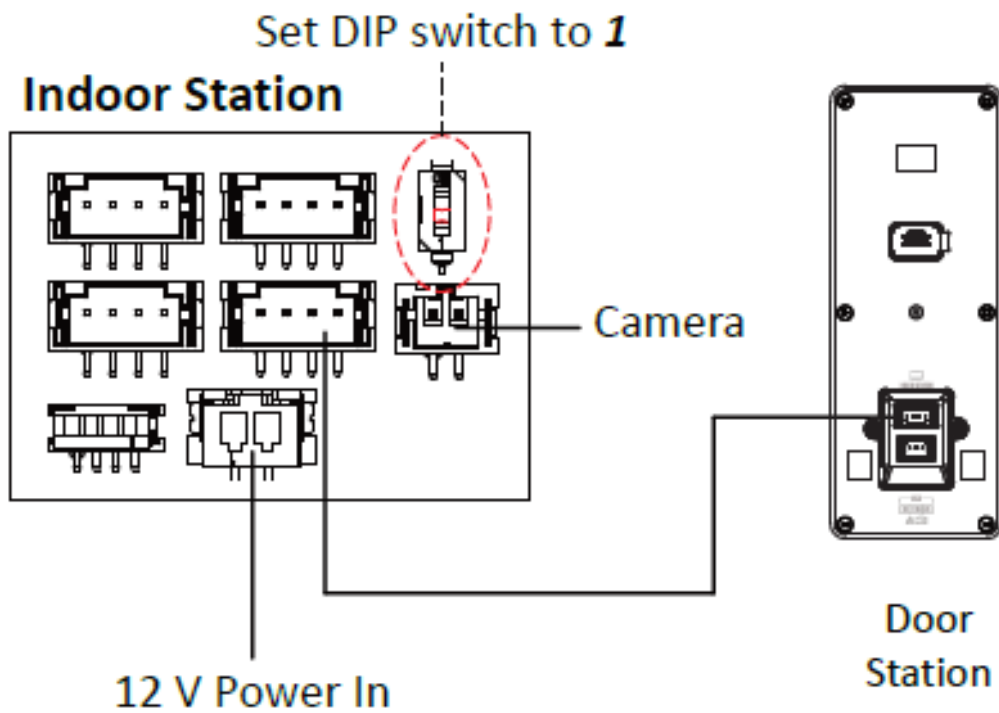 Set DIP switch to 1
Indoor Station
Camera
Door
Station
12 V Power In